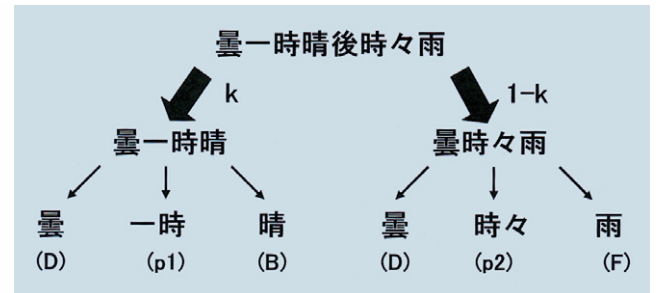 曇一時晴後時々雨
k 1-k
曇一時晴 曇時々雨
曇 一時 晴 曇 時々 雨
(D) (p1) (B) (D) (p2) (F)